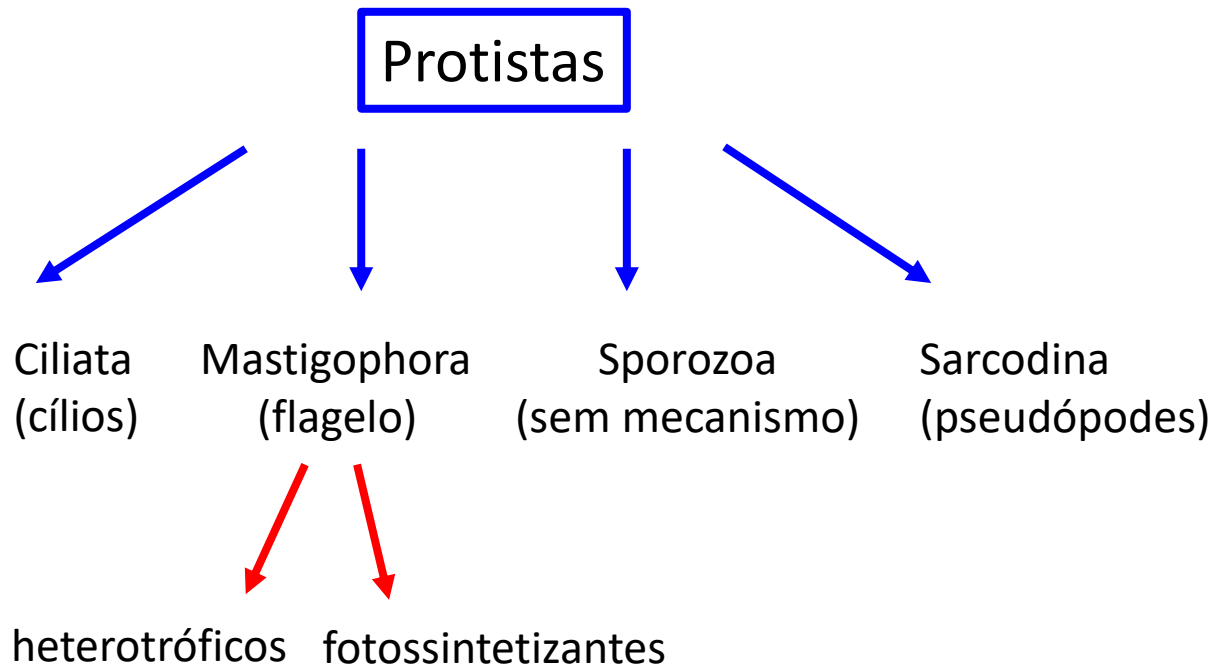 Protistas
Ciliata
(cílios)
Mastigophora
(flagelo)
Sporozoa
(sem mecanismo)
Sarcodina
(pseudópodes)
heterotróficos
fotossintetizantes